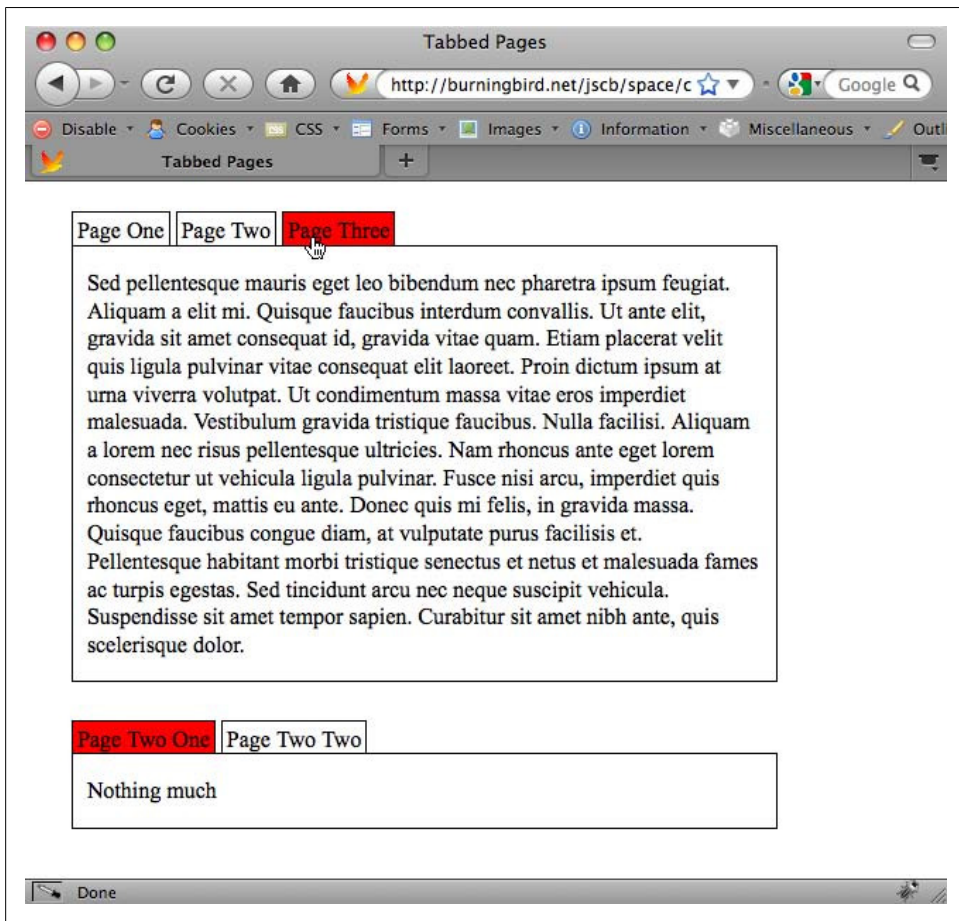 Tabbed Pages
http://burningbird.net/jscb/space/c
Google
Disable Cookies CSS Forms Images Information Miscellaneous Outli
Tabbed Pages +
Page One Page Two Page Three
Sed pellentesque mauris eget leo bibendum nec pharetra ipsum feugiat.
Aliquam a elit mi. Quisque faucibus interdum convallis. Ut ante elit,
gravida sit amet consequat id, gravida vitae quam. Etiam placerat velit
quis ligula pulvinar vitae consequat elit laoreet. Proin dictum ipsum at
urna viverra volutpat. Ut condimentum massa vitae eros imperdiet
malesuada. Vestibulum gravida tristique faucibus. Nulla facilisi. Aliquam
a lorem nec risus pellentesque ultricies. Nam rhoncus ante eget lorem
consectetur ut vehicula ligula pulvinar. Fusce nisi arcu, imperdiet quis
rhoncus eget, mattis eu ante. Donec quis mi felis, in gravida massa.
Quisque faucibus congue diam, at vulputate purus facilisis et.
Pellentesque habitant morbi tristique senectus et netus et malesuada fames
ac turpis egestas. Sed tincidunt arcu nec neque suscipit vehicula.
Suspendisse sit amet tempor sapien. Curabitur sit amet nibh ante, quis
scelerisque dolor.
Page Two One Page Two Two
Nothing much
Done